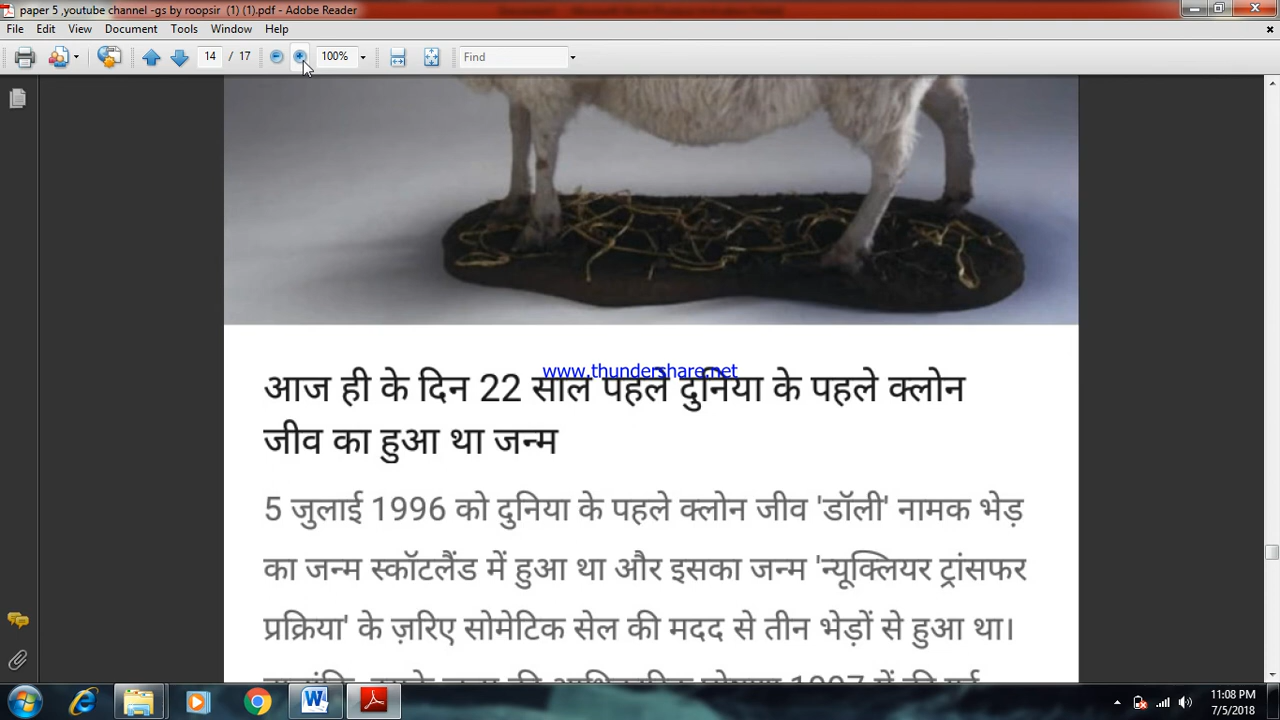 paper 5 ,youtube channel -gs by roopsir (1) (1).pdf - Adobe Reader
File Edit View Document Tools Window Help
14 / 17 100% Find
www.thundershare.net
आज ही के दिन 22 साल पहले दुनिया के पहले क्लोन
जीव का हुआ था जन्म
5 जुलाई 1996 को दुनिया के पहले क्लोन जीव 'डॉली' नामक भेड़
का जन्म स्कॉटलैंड में हुआ था और इसका जन्म 'न्यूक्लियर ट्रांसफर
प्रक्रिया' के ज़रिए सोमेटिक सेल की मदद से तीन भेड़ों से हुआ था।
11:08 PM
7/5/2018